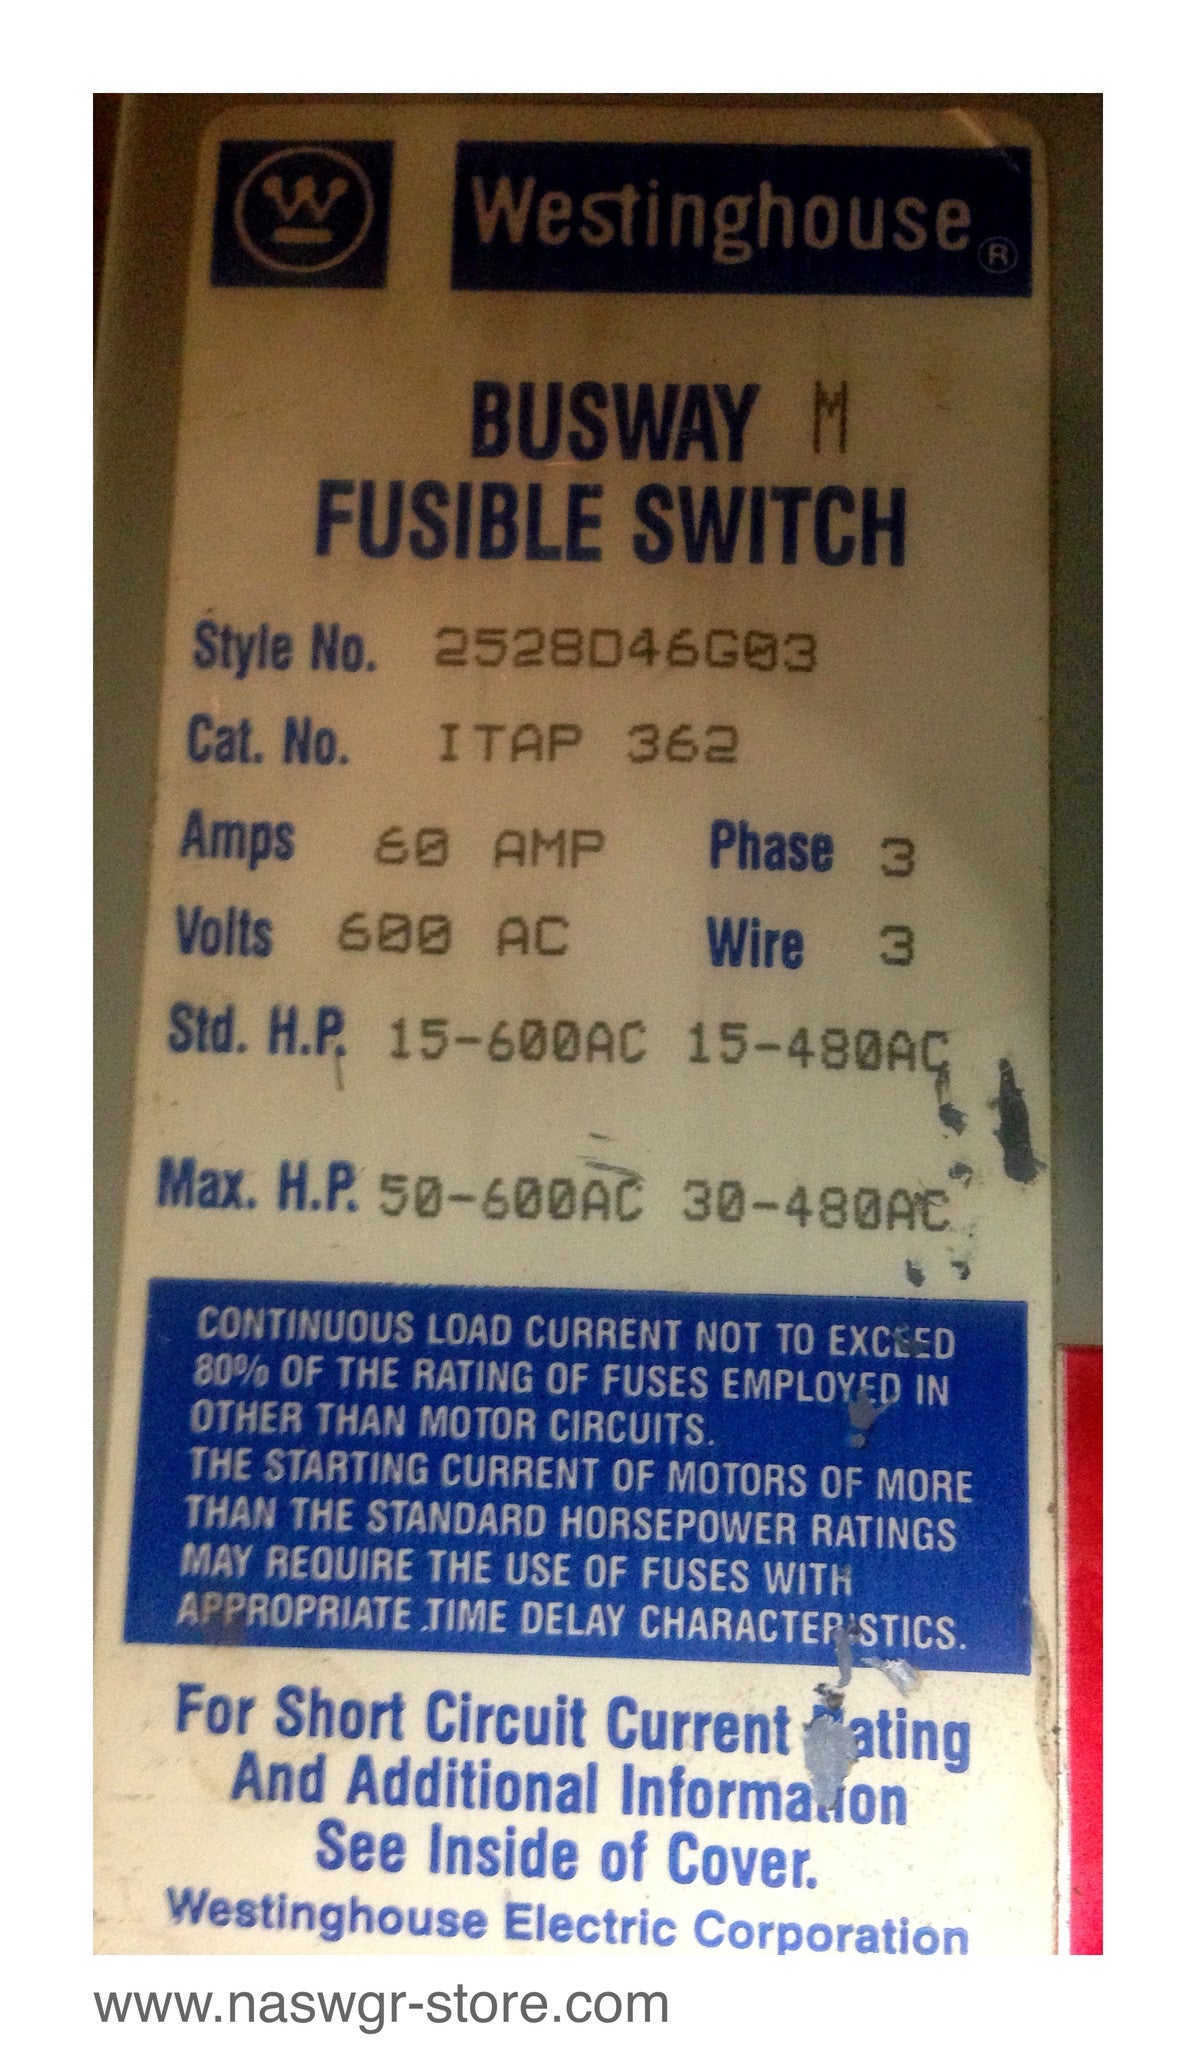 W
Westinghouse ®
BUSWAY M
FUSIBLE SWITCH
Style No. 2528D46G03
Cat. No. ITAP 362
Amps 60 AMP Phase 3
Volts 600 AC Wire 3
Std. H.P. 15-600AC 15-480AC
Max. H.P. 50-600AC 30-480AC
CONTINUOUS LOAD CURRENT NOT TO EXCEED
80% OF THE RATING OF FUSES EMPLOYED IN
OTHER THAN MOTOR CIRCUITS.
THE STARTING CURRENT OF MOTORS OF MORE
THAN THE STANDARD HORSEPOWER RATINGS
MAY REQUIRE THE USE OF FUSES WITH
APPROPRIATE TIME DELAY CHARACTERISTICS.
For Short Circuit Current Rating
And Additional Information
See Inside of Cover.
Westinghouse Electric Corporation
www.naswgr-store.com